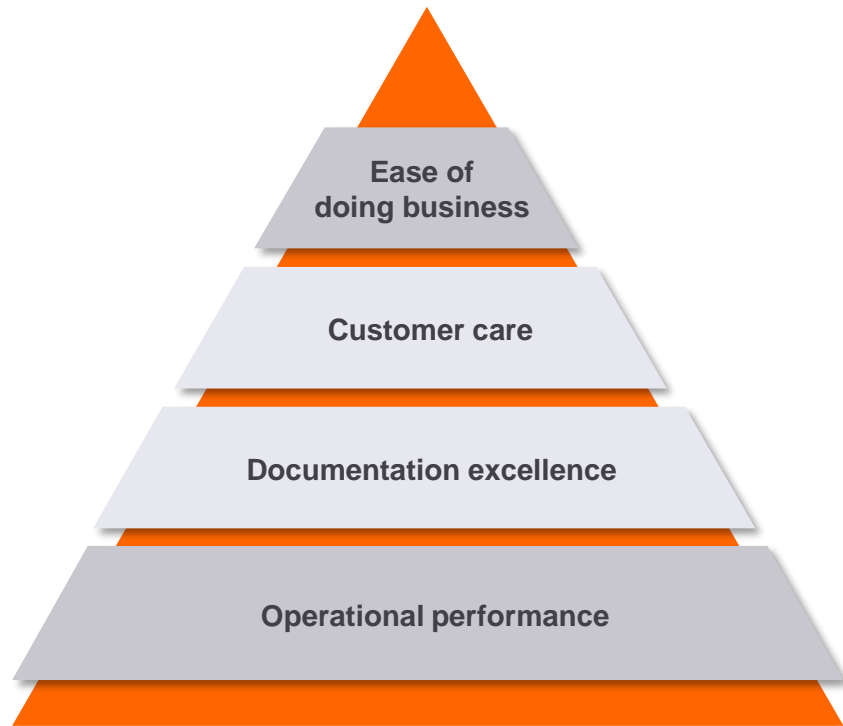 Ease of
doing business
Customer care
Documentation excellence
Operational performance